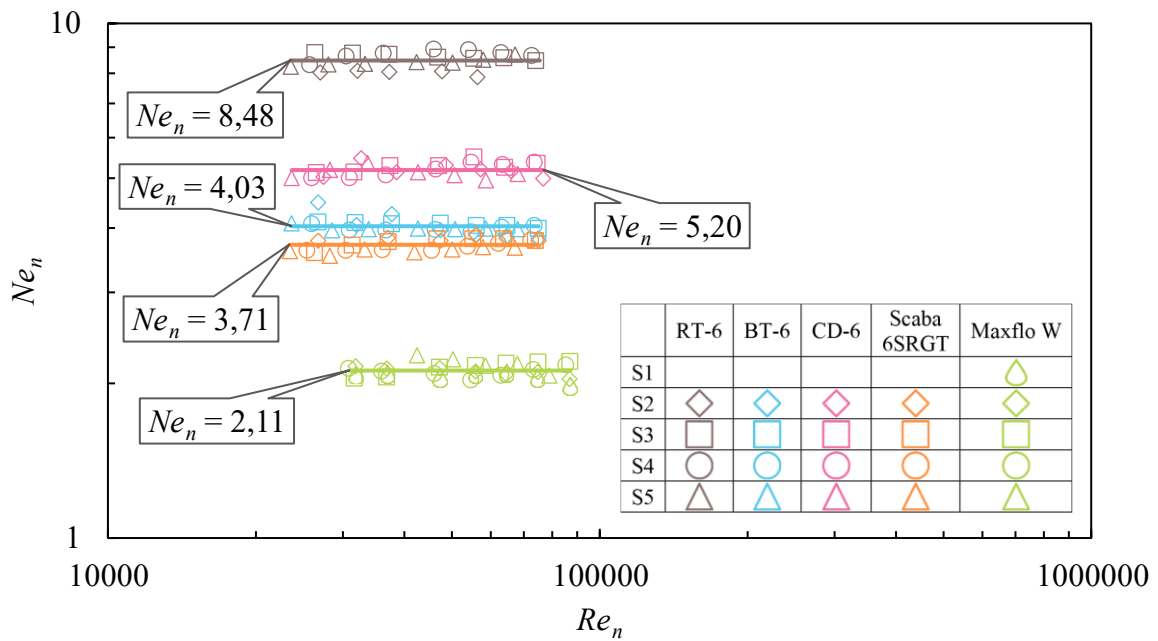 10
Ne_n = 8,48
Ne_n = 4,03
Ne_n = 5,20
Ne_n
Ne_n = 3,71
RT-6 BT-6 CD-6 Scaba 6SRGT Maxflo W
S1
S2
Ne_n = 2,11
S3
S4
S5
1
10000 100000 1000000
Re_n